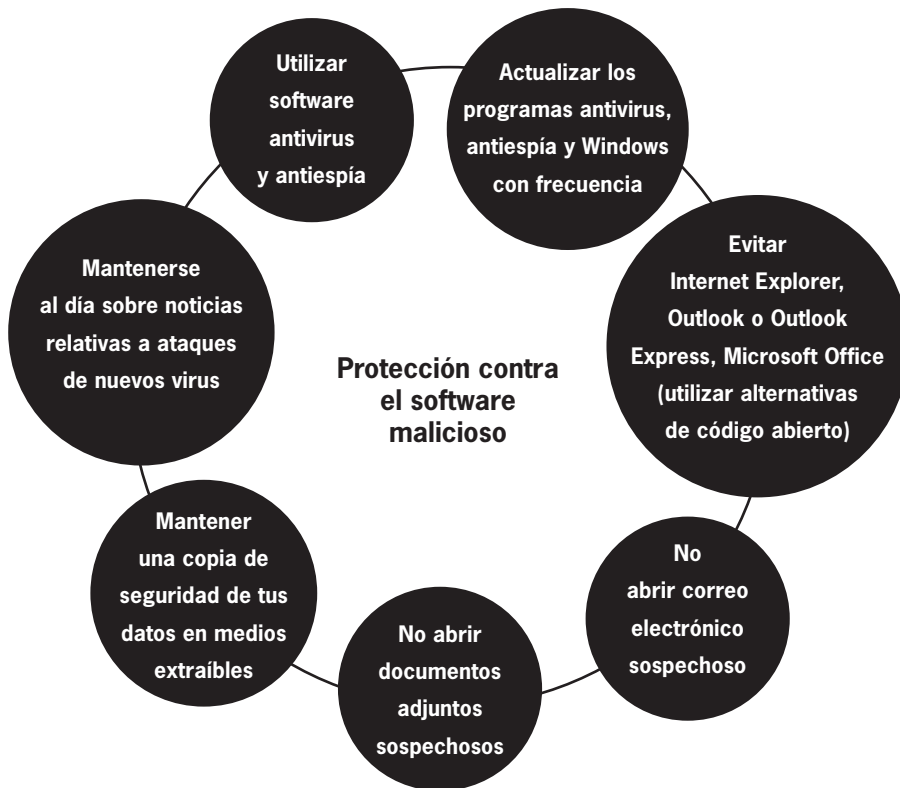 Utilizar
software
antivirus
y antiespía
Actualizar los
programas antivirus,
antiespía y Windows
con frecuencia
Evitar
Internet Explorer,
Outlook o Outlook
Express, Microsoft Office
(utilizar alternativas
de código abierto)
No
abrir correo
electrónico
sospechoso
No abrir
documentos
adjuntos
sospechosos
Mantener
una copia de
seguridad de tus
datos en medios
extraíbles
Mantenerse
al día sobre noticias
relativas a ataques
de nuevos virus
Protección contra
el software
malicioso